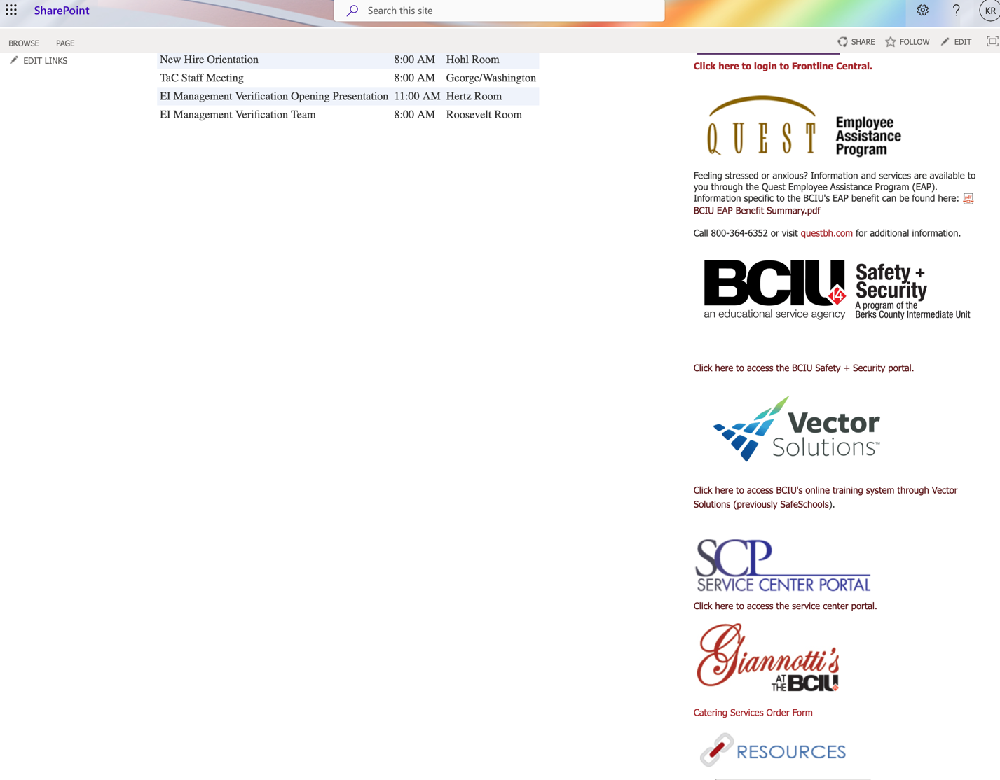 SharePoint
Search this site
KR
BROWSE PAGE
SHARE FOLLOW EDIT
EDIT LINKS
New Hire Orientation 8:00 AM Hohl Room
TaC Staff Meeting 8:00 AM George/Washington
EI Management Verification Opening Presentation 11:00 AM Hertz Room
EI Management Verification Team 8:00 AM Roosevelt Room
Click here to login to Frontline Central.
QUEST
Employee
Assistance
Program
Feeling stressed or anxious? Information and services are available to
you through the Quest Employee Assistance Program (EAP).
Information specific to the BCIU's EAP benefit can be found here:
BCIU EAP Benefit Summary.pdf
Call 800-364-6352 or visit questbh.com for additional information.
BCIU 14
an educational service agency
Safety +
Security
A program of the
Berks County Intermediate Unit
Click here to access the BCIU Safety + Security portal.
Vector
Solutions™
Click here to access BCIU's online training system through Vector
Solutions (previously SafeSchools).
SCP
SERVICE CENTER PORTAL
Click here to access the service center portal.
Giannotti's
AT
THE BCIU
Catering Services Order Form
RESOURCES